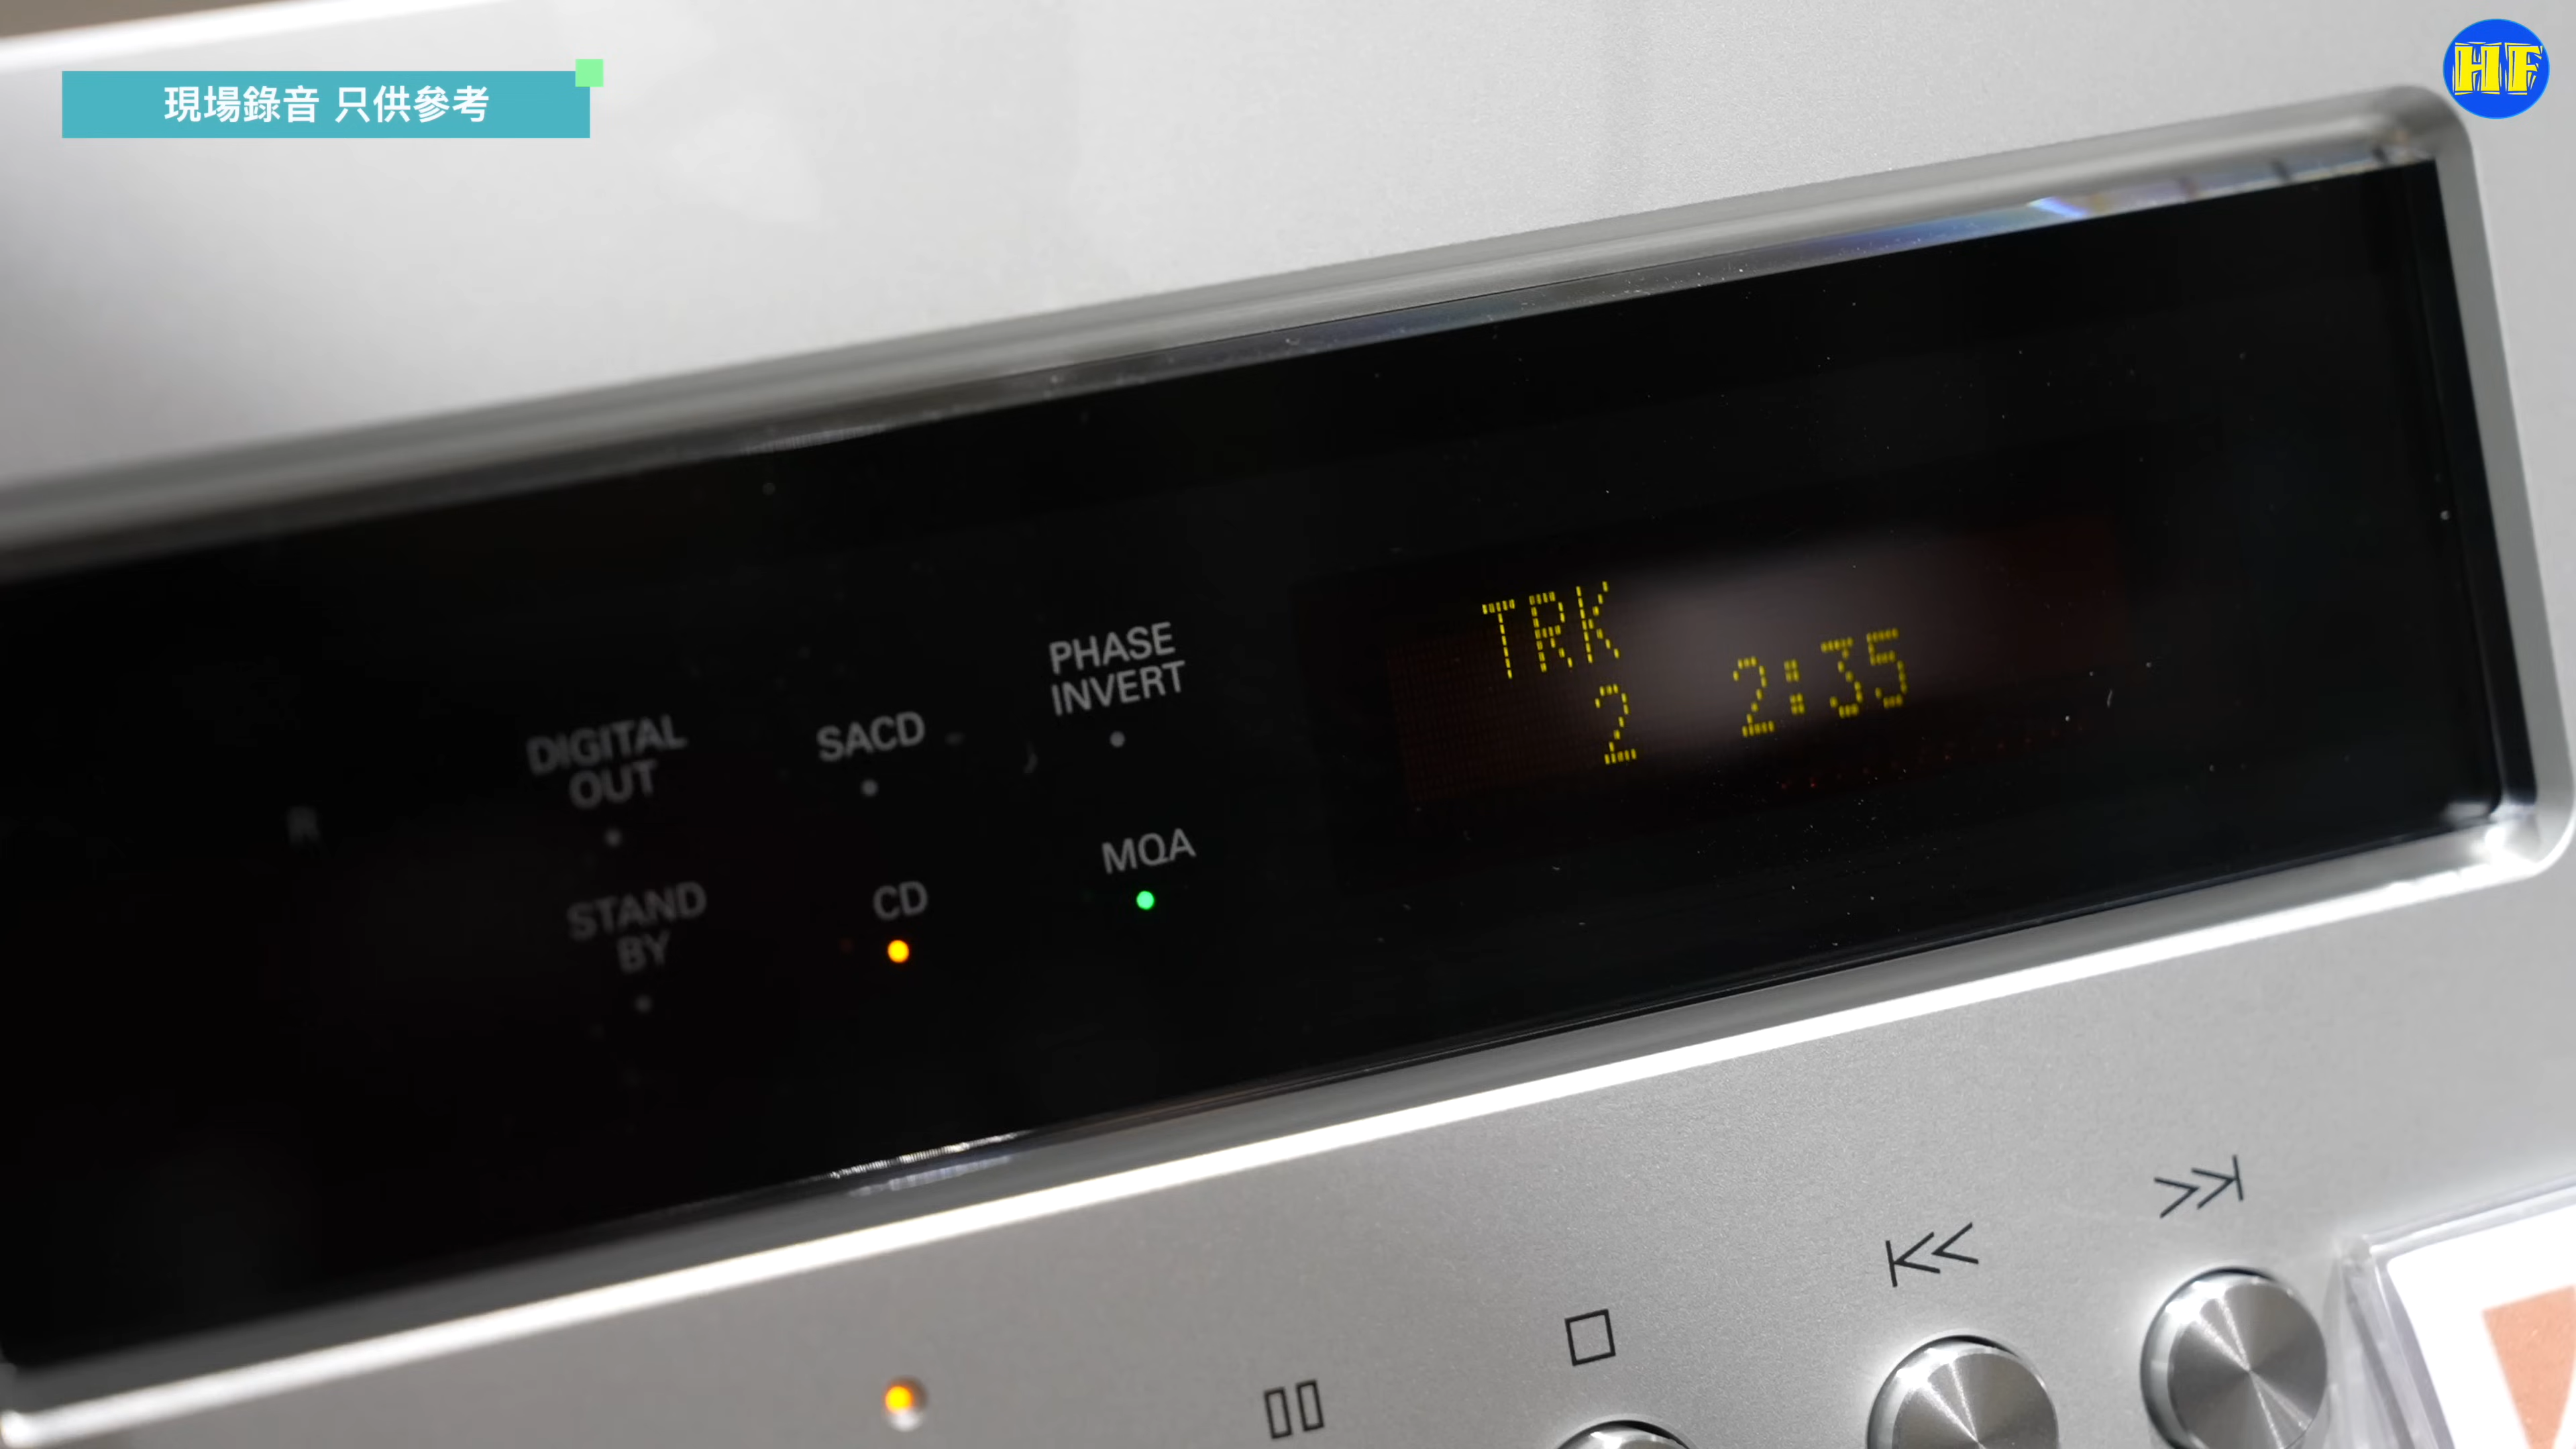 現場錄音 只供參考
HF
PHASE
INVERT
TRK
2 2:35
DIGITAL
OUT
SACD
R
STAND
BY
CD
MQA